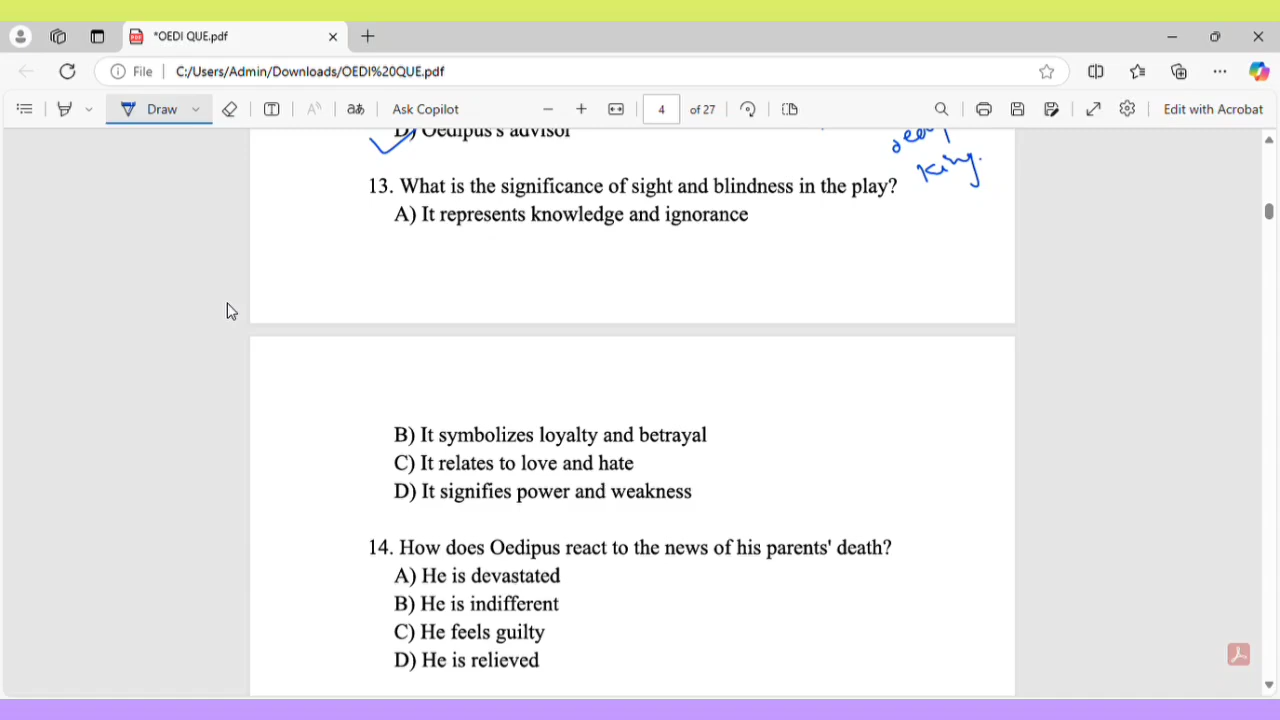 *OEDI QUE.pdf
File C:/Users/Admin/Downloads/OEDI%20QUE.pdf
Draw aあ Ask Copilot 4 of 27 Edit with Acrobat
D) Oedipus's advisor
king.
13. What is the significance of sight and blindness in the play?
A) It represents knowledge and ignorance
B) It symbolizes loyalty and betrayal
C) It relates to love and hate
D) It signifies power and weakness
14. How does Oedipus react to the news of his parents' death?
A) He is devastated
B) He is indifferent
C) He feels guilty
D) He is relieved